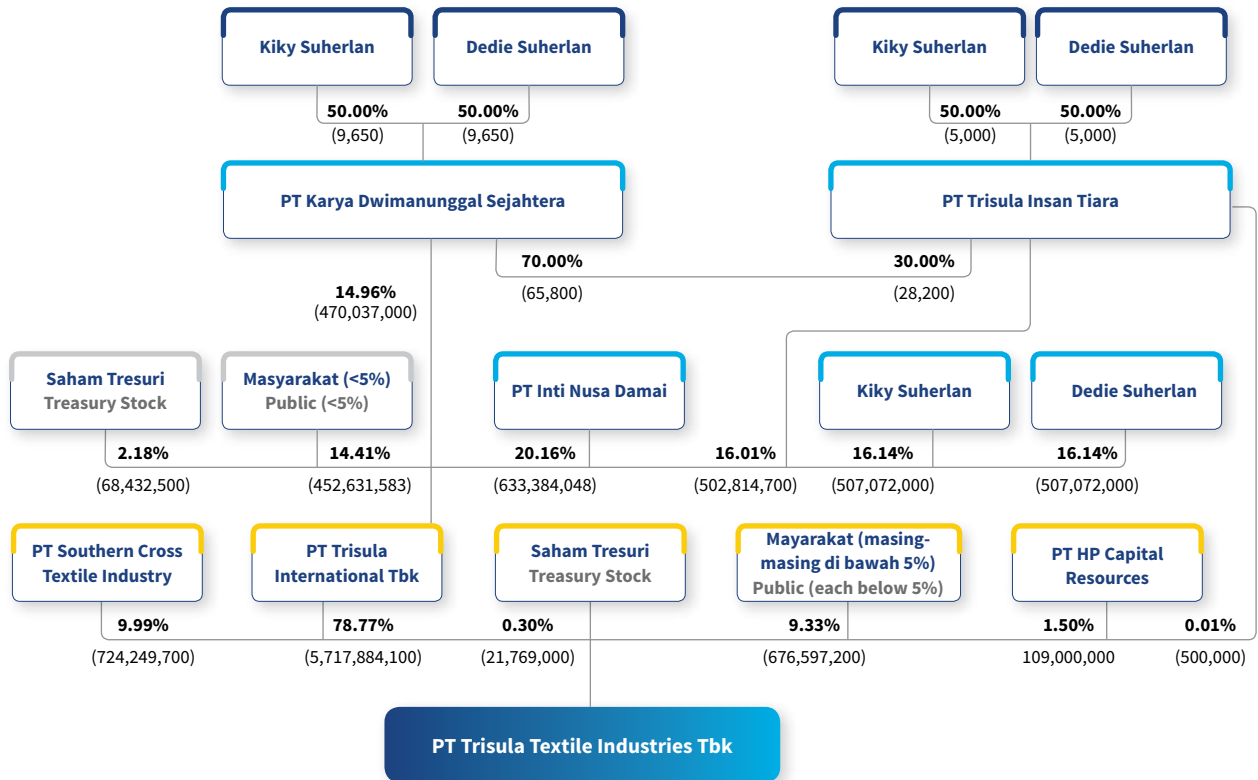 Kiky Suherlan
Dedie Suherlan
Kiky Suherlan
Dedie Suherlan
50.00%
50.00%
50.00%
50.00%
(9,650)
(9,650)
(5,000)
(5,000)
PT Karya Dwimanunggal Sejahtera
PT Trisula Insan Tiara
70.00%
30.00%
(65,800)
(28,200)
14.96%
(470,037,000)
Saham Tresuri
Treasury Stock
Masyarakat (<5%)
Public (<5%)
PT Inti Nusa Damai
Kiky Suherlan
Dedie Suherlan
2.18%
14.41%
20.16%
16.01%
16.14%
16.14%
(68,432,500)
(452,631,583)
(633,384,048)
(502,814,700)
(507,072,000)
(507,072,000)
PT Southern Cross
Textile Industry
PT Trisula
International Tbk
Saham Tresuri
Treasury Stock
Mayarakat (masing-
masing di bawah 5%)
Public (each below 5%)
PT HP Capital
Resources
9.99%
78.77%
0.30%
9.33%
1.50%
0.01%
(724,249,700)
(5,717,884,100)
(21,769,000)
(676,597,200)
109,000,000
(500,000)
PT Trisula Textile Industries Tbk